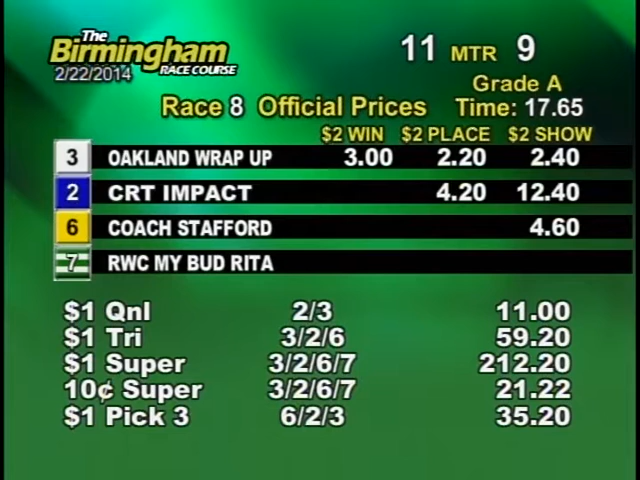 The
Birmingham
RACE COURSE
2/22/2014
11 MTR 9
Grade A
Race 8 Official Prices Time: 17.65
$2 WIN $2 PLACE $2 SHOW
3 OAKLAND WRAP UP 3.00 2.20 2.40
2 CRT IMPACT 4.20 12.40
6 COACH STAFFORD 4.60
7 RWC MY BUD RITA
$1 Qnl 2/3 11.00
$1 Tri 3/2/6 59.20
$1 Super 3/2/6/7 212.20
10¢ Super 3/2/6/7 21.22
$1 Pick 3 6/2/3 35.20